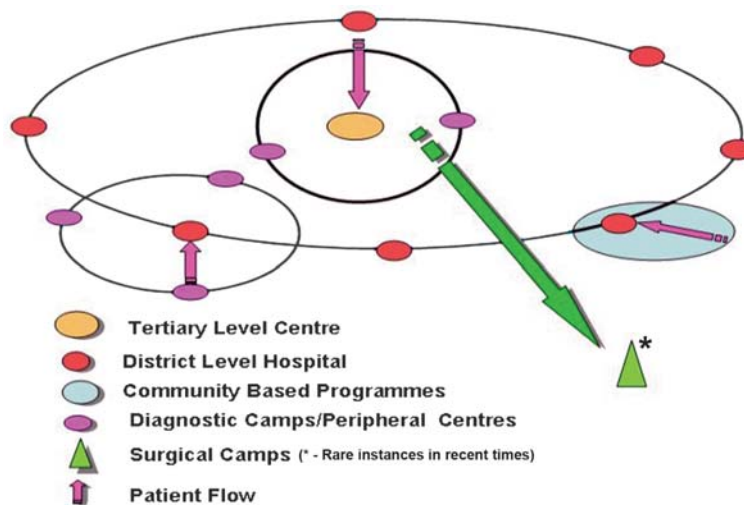 *
Tertiary Level Centre
District Level Hospital
Community Based Programmes
Diagnostic Camps/Peripheral Centres
Surgical Camps (* - Rare instances in recent times)
Patient Flow